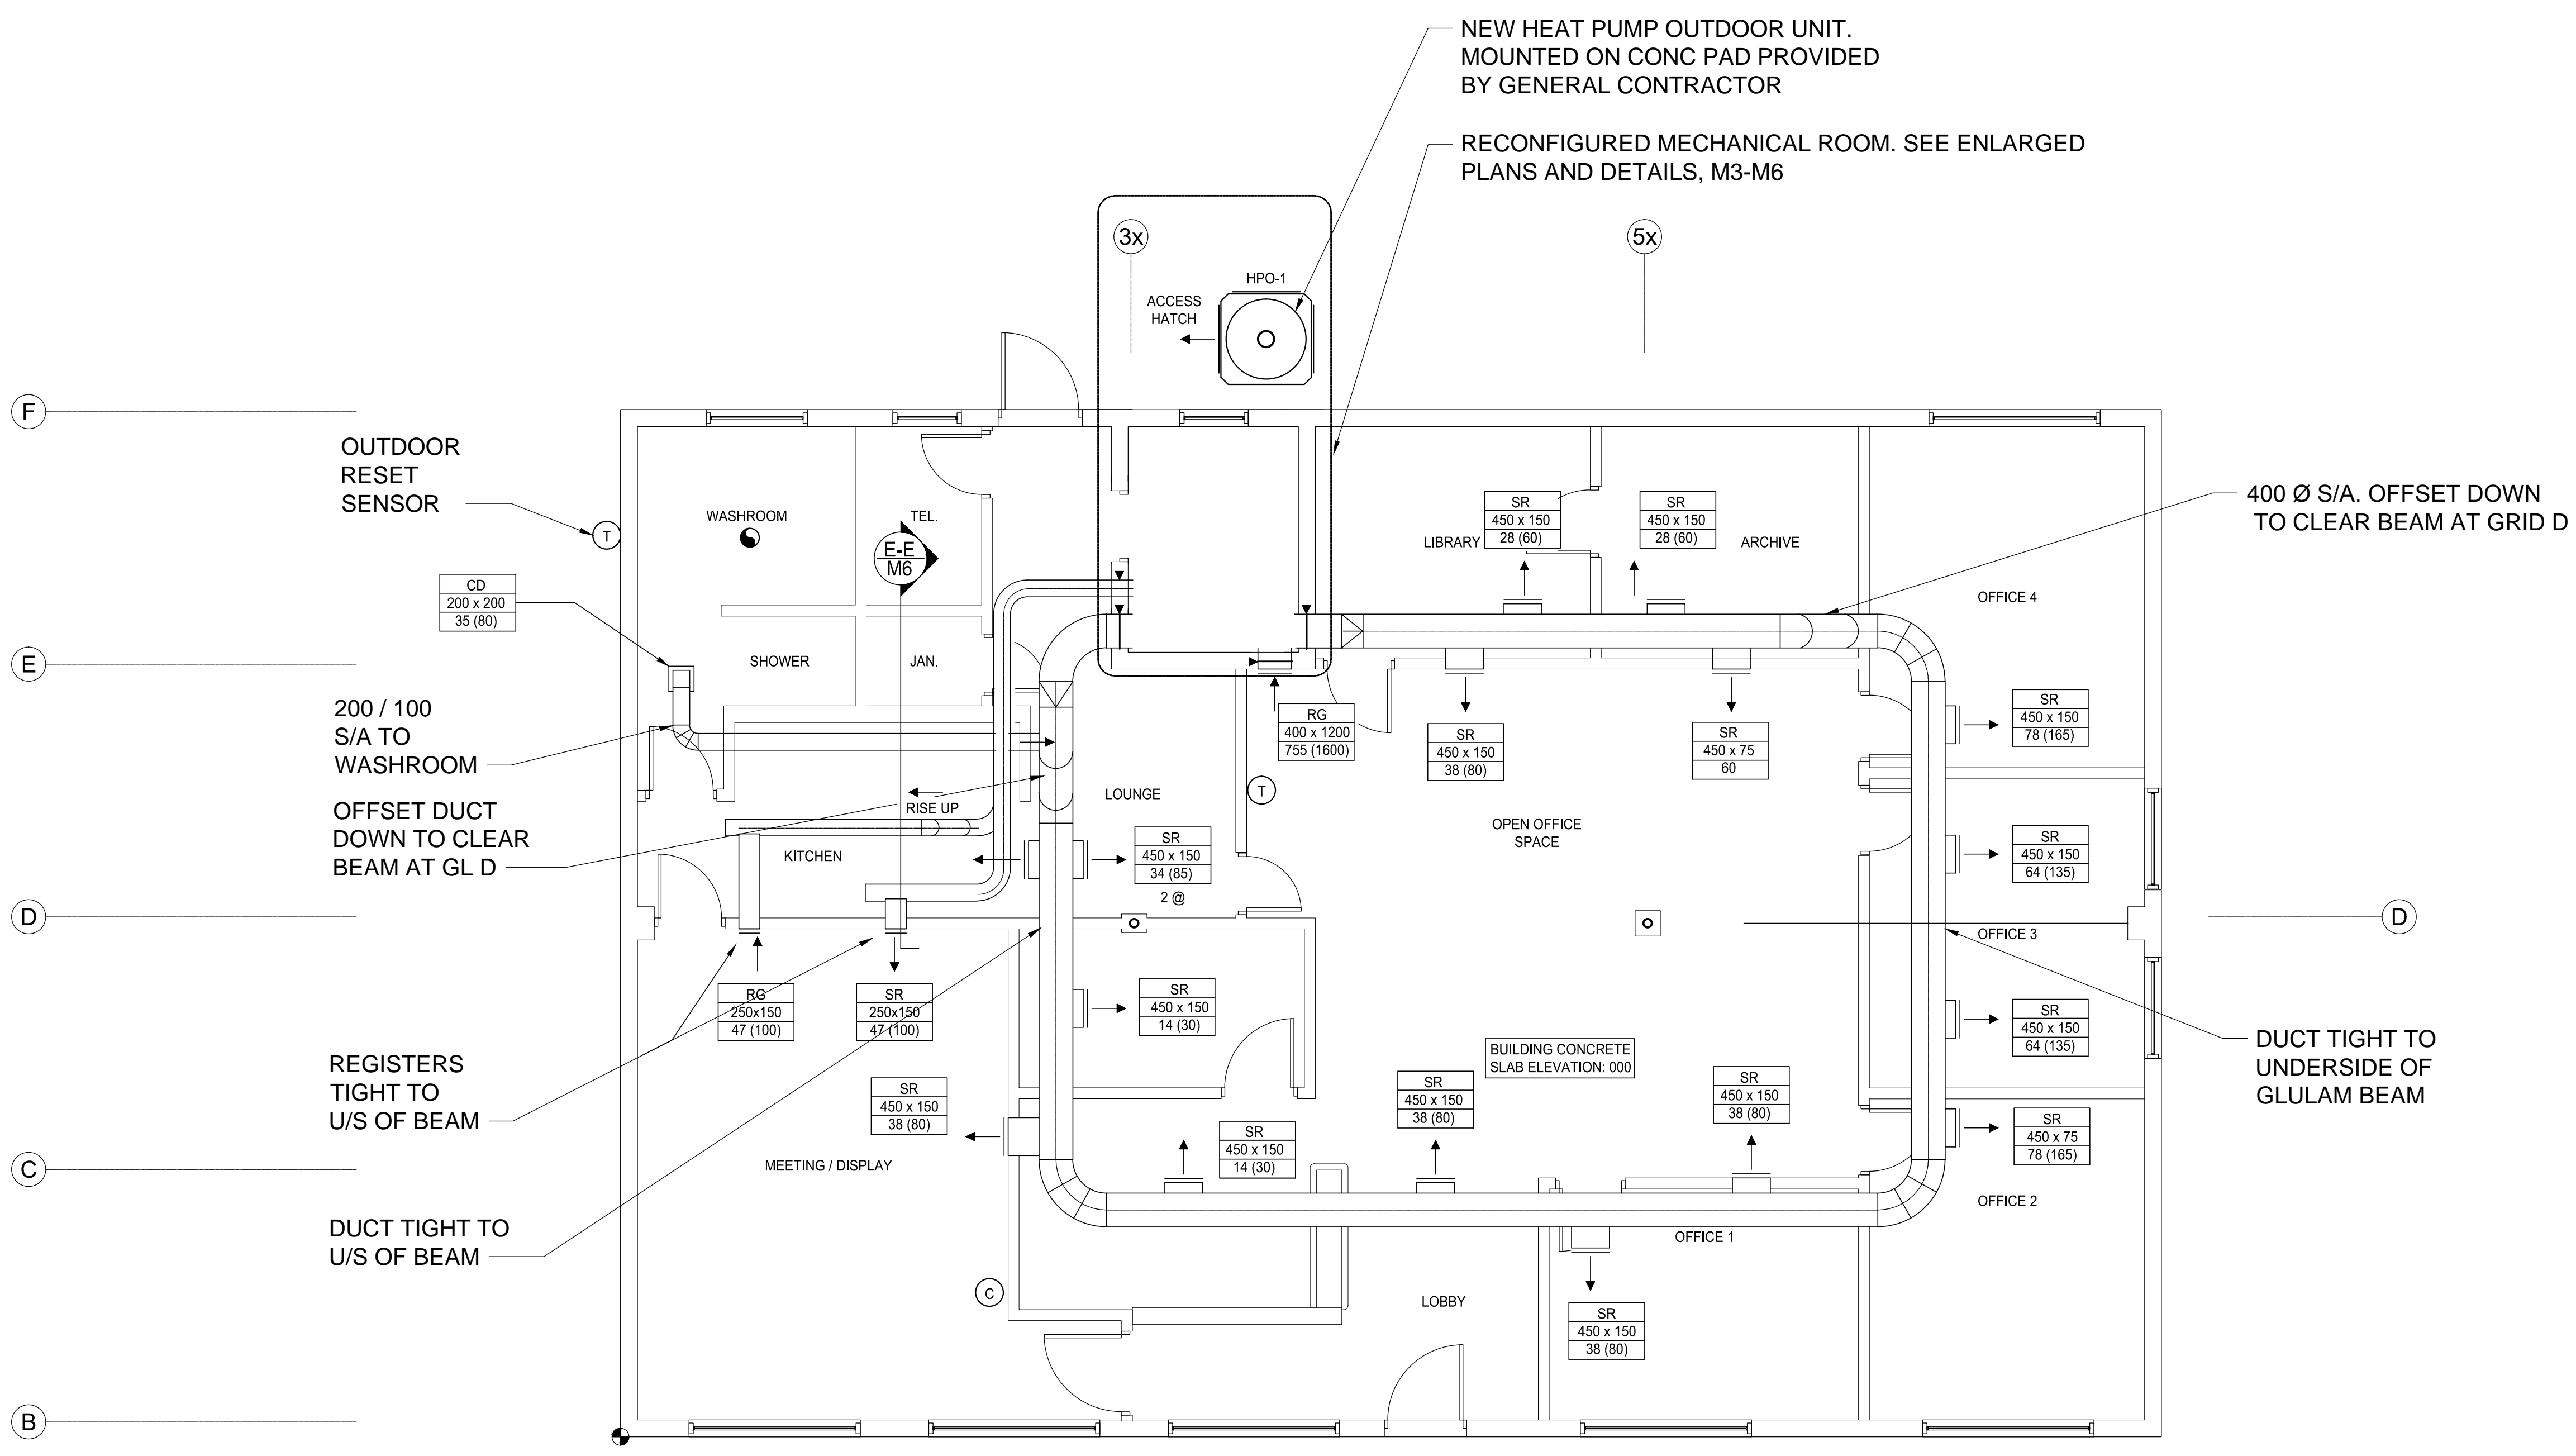 NEW HEAT PUMP OUTDOOR UNIT.
MOUNTED ON CONC PAD PROVIDED
BY GENERAL CONTRACTOR
RECONFIGURED MECHANICAL ROOM. SEE ENLARGED
PLANS AND DETAILS, M3-M6
3x
5x
HPO-1
ACCESS
HATCH
F
OUTDOOR
RESET
SENSOR
T
WASHROOM
TEL.
E-E
M6
LIBRARY
SR
450 x 150
28 (60)
SR
450 x 150
28 (60)
ARCHIVE
400 Ø S/A. OFFSET DOWN
TO CLEAR BEAM AT GRID D
OFFICE 4
CD
200 x 200
35 (80)
E
SHOWER
JAN.
200 / 100
S/A TO
WASHROOM
RG
400 x 1200
755 (1600)
SR
450 x 150
38 (80)
SR
450 x 75
60
SR
450 x 150
78 (165)
OFFSET DUCT
DOWN TO CLEAR
BEAM AT GL D
RISE UP
LOUNGE
T
KITCHEN
SR
450 x 150
34 (85)
2 @
OPEN OFFICE
SPACE
SR
450 x 150
64 (135)
D
D
OFFICE 3
RG
250x150
47 (100)
SR
250x150
47 (100)
SR
450 x 150
14 (30)
SR
450 x 150
64 (135)
REGISTERS
TIGHT TO
U/S OF BEAM
BUILDING CONCRETE
SLAB ELEVATION: 000
DUCT TIGHT TO
UNDERSIDE OF
GLULAM BEAM
SR
450 x 150
38 (80)
SR
450 x 150
14 (30)
SR
450 x 150
38 (80)
SR
450 x 150
38 (80)
SR
450 x 75
78 (165)
C
MEETING / DISPLAY
OFFICE 2
DUCT TIGHT TO
U/S OF BEAM
OFFICE 1
C
LOBBY
SR
450 x 150
38 (80)
B